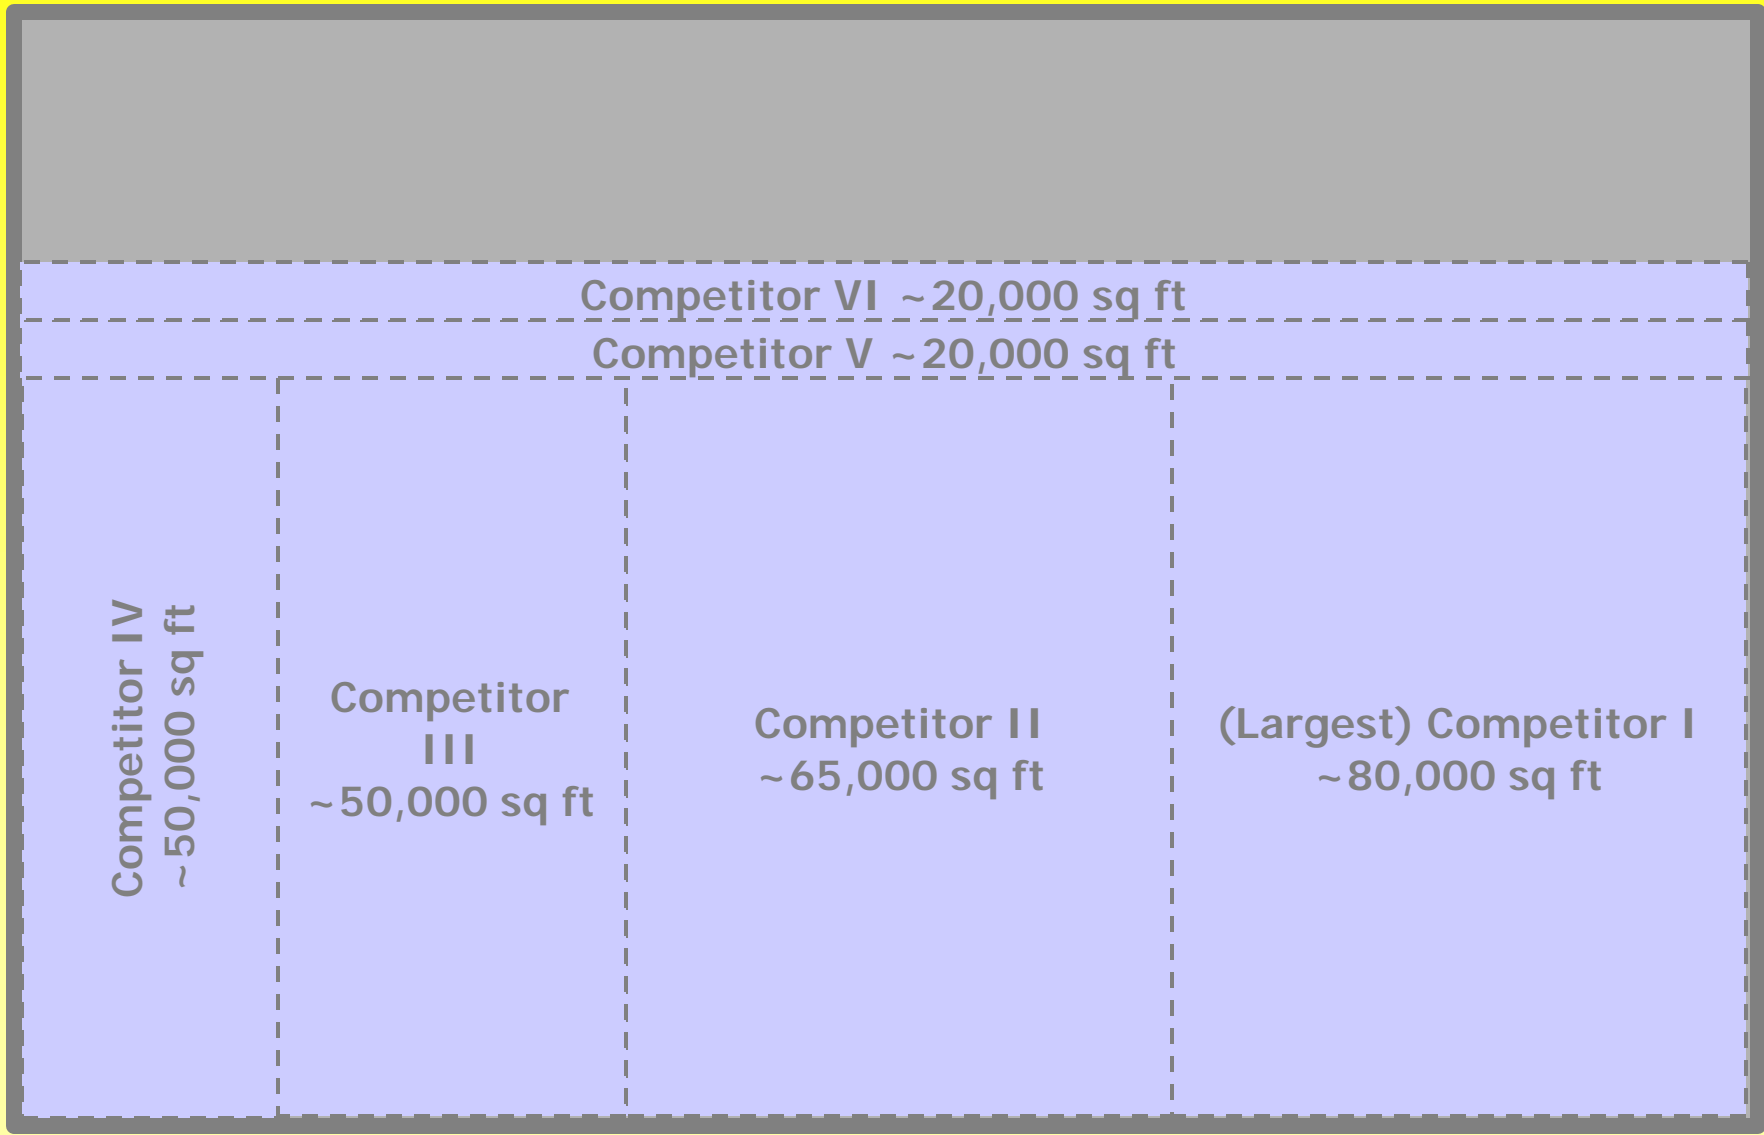 Competitor VI ~20,000 sq ft
Competitor V ~20,000 sq ft
Competitor IV
~50,000 sq ft
Competitor
III
~50,000 sq ft
Competitor II
~65,000 sq ft
(Largest) Competitor I
~80,000 sq ft